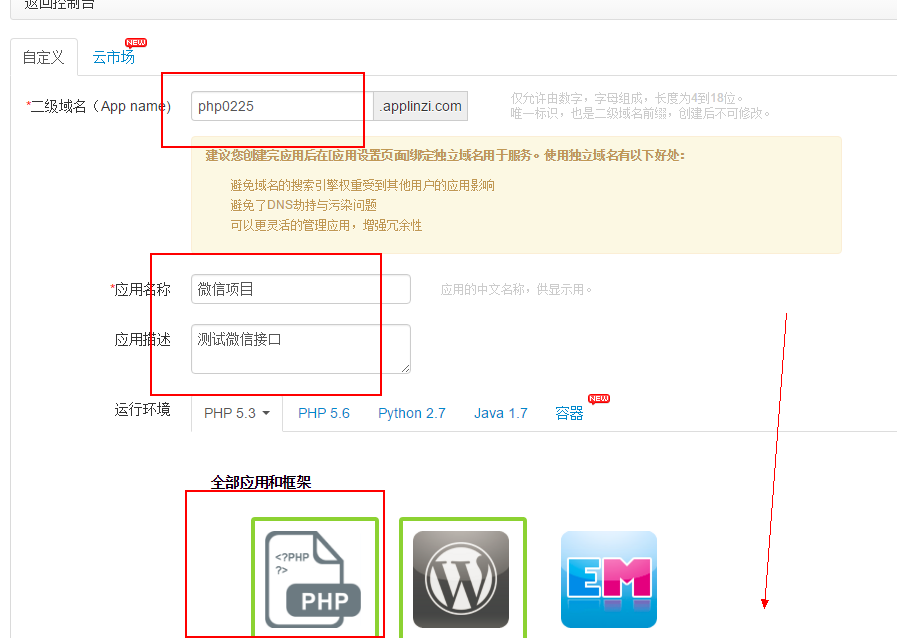 返回控制台
自定义
云市场 NEW
*二级域名（App name） php0225 .applinzi.com
仅允许由数字，字母组成，长度为4到18位。
唯一标识，也是二级域名前缀，创建后不可修改。
建议您创建完应用后在[应用设置页面]绑定独立域名用于服务。使用独立域名有以下好处：
避免域名的搜索引擎权重受到其他用户的应用影响
避免了DNS劫持与污染问题
可以更灵活的管理应用，增强冗余性
*应用名称 微信项目 应用的中文名称，供显示用。
应用描述 测试微信接口
运行环境 PHP 5.3 PHP 5.6 Python 2.7 Java 1.7 容器 NEW
全部应用和框架
<?PHP
?>
PHP
W
EM